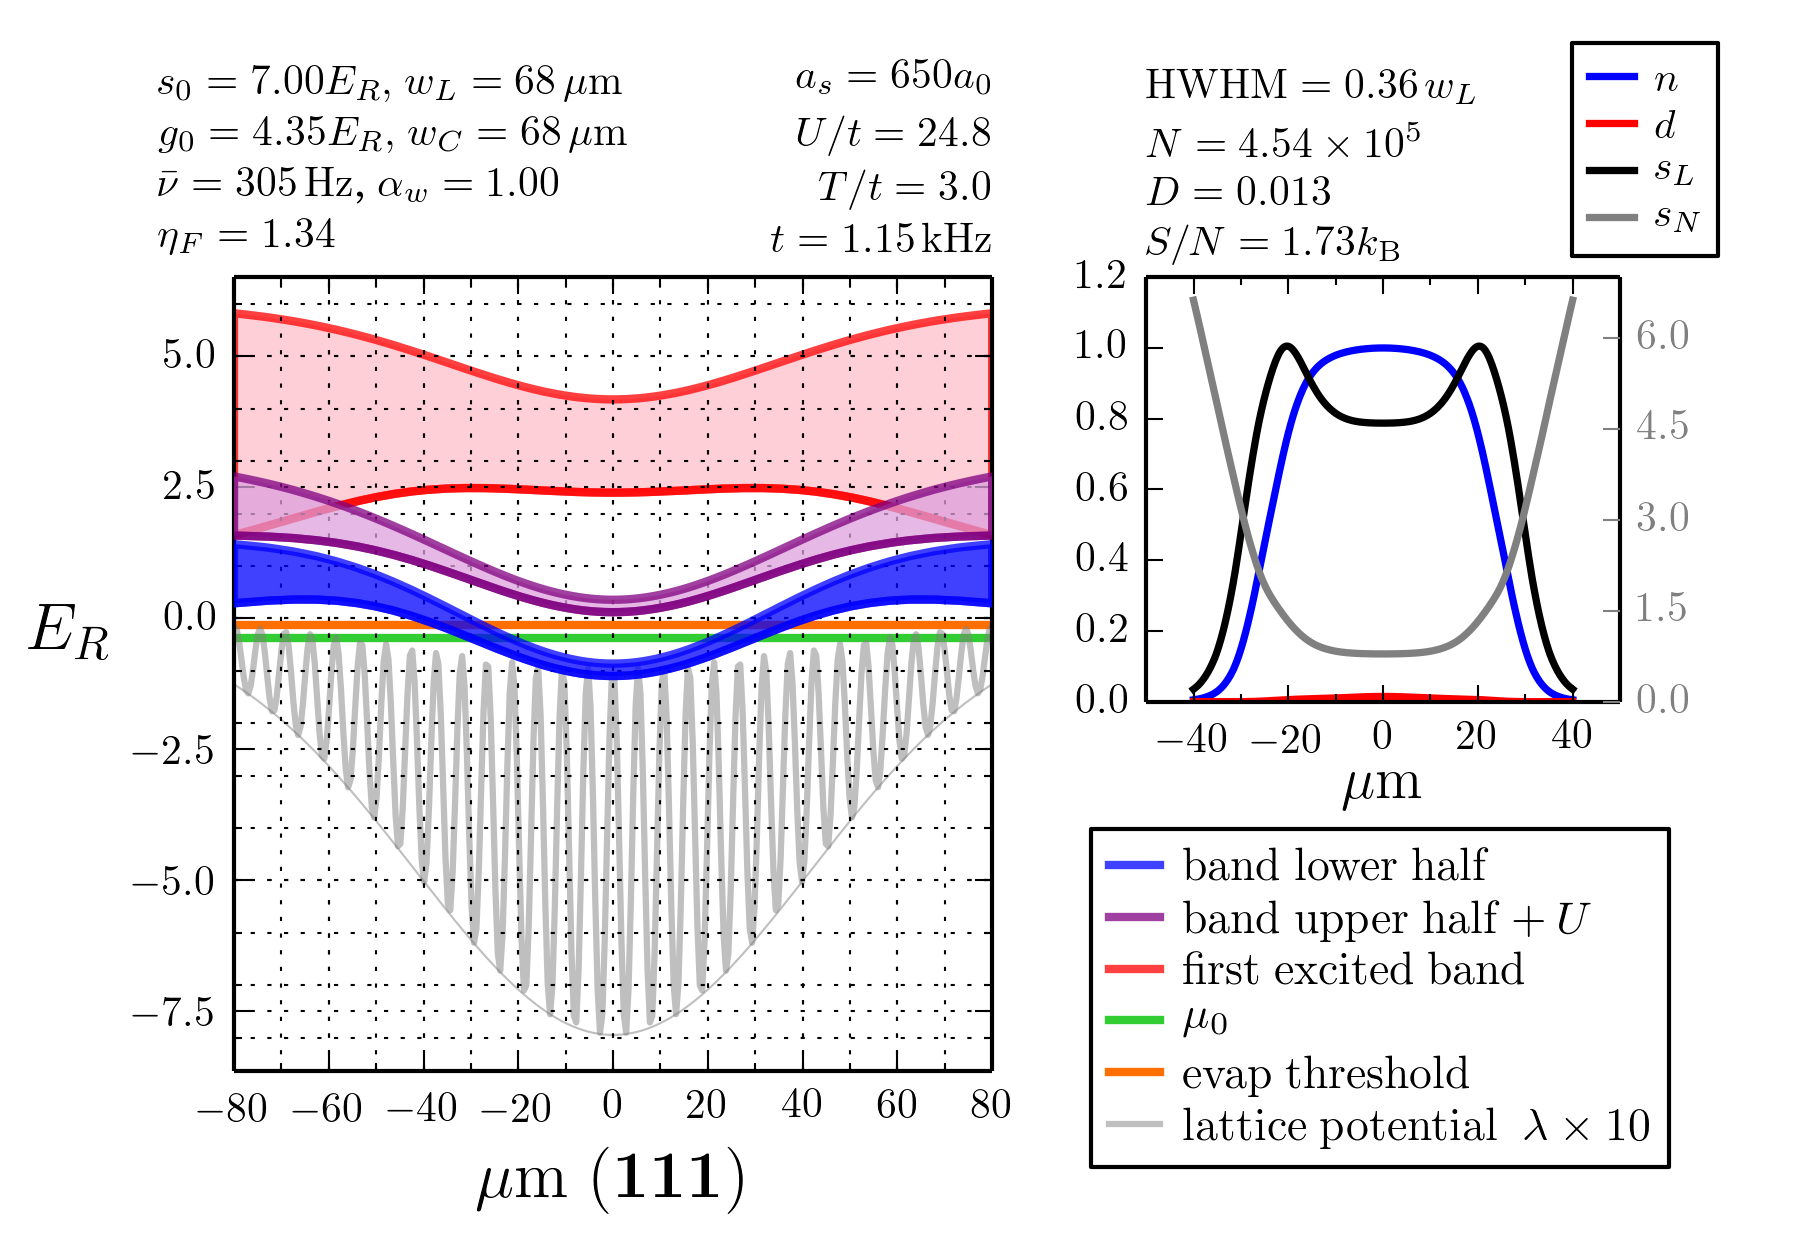 s₀ = 7.00E_R, w_L = 68 μm
g₀ = 4.35E_R, w_C = 68 μm
ν̄ = 305 Hz, α_w = 1.00
η_F = 1.34
a_s = 650a₀
U/t = 24.8
T/t = 3.0
t = 1.15 kHz
HWHM = 0.36 w_L
N = 4.54 × 10⁵
D = 0.013
S/N = 1.73k_B
n
d
s_L
s_N
5.0
2.5
0.0
−2.5
−5.0
−7.5
E_R
−80 −60 −40 −20 0 20 40 60 80
μm (111)
1.2
1.0
0.8
0.6
0.4
0.2
0.0
6.0
4.5
3.0
1.5
0.0
−40 −20 0 20 40
μm
band lower half
band upper half + U
first excited band
μ₀
evap threshold
lattice potential λ × 10